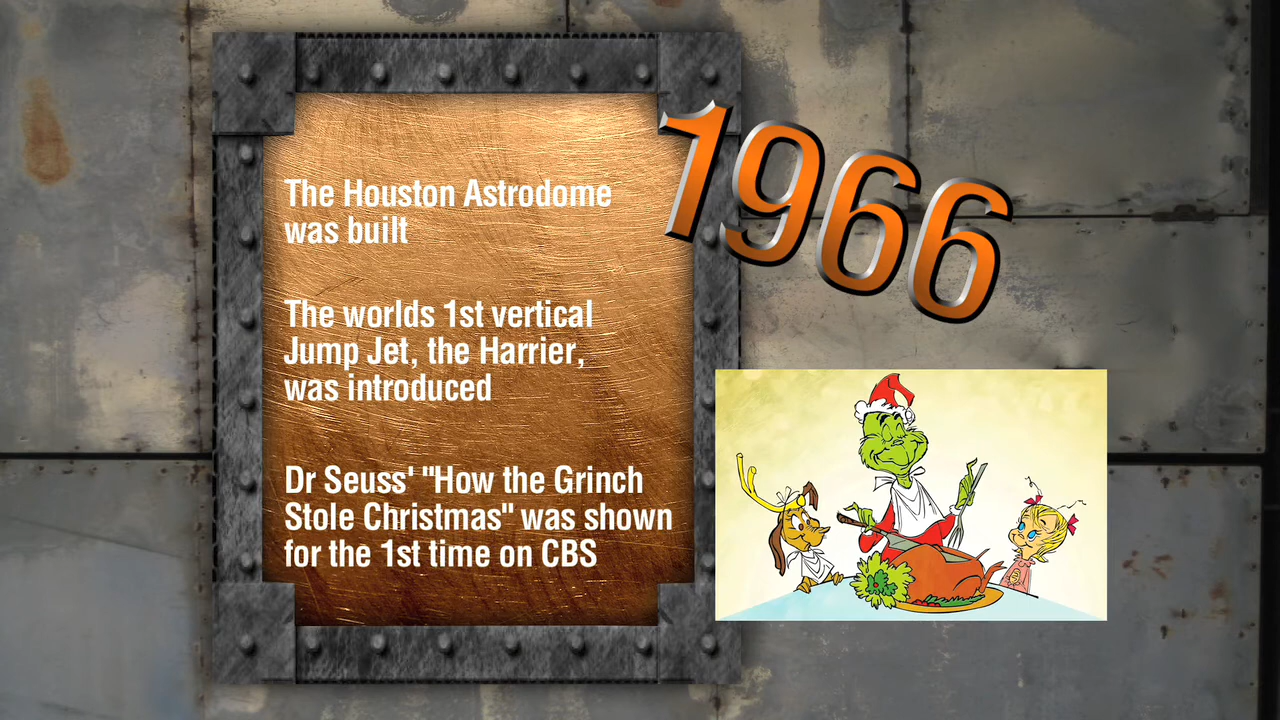 1966
The Houston Astrodome
was built
The worlds 1st vertical
Jump Jet, the Harrier,
was introduced
Dr Seuss' "How the Grinch
Stole Christmas" was shown
for the 1st time on CBS